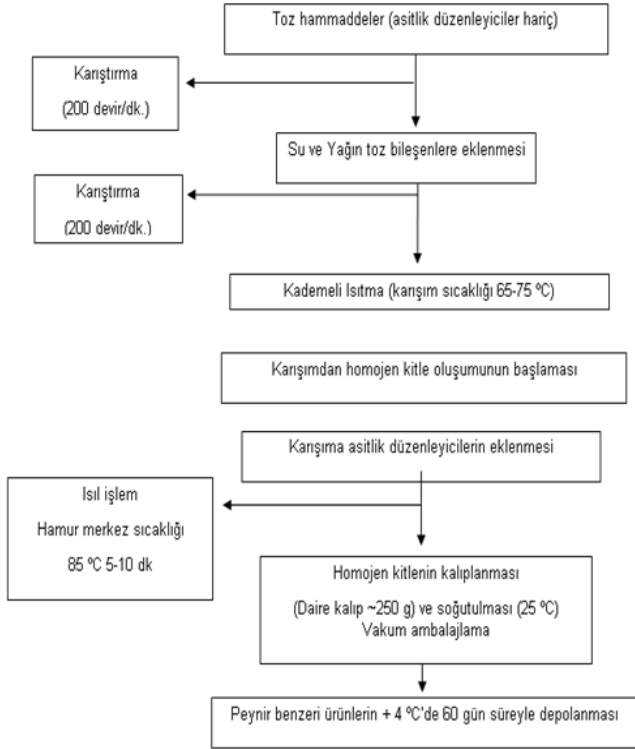 Toz hammaddeler (asitlik düzenleyiciler hariç)
Karıştırma
(200 devir/dk.)
Su ve Yağın toz bileşenlere eklenmesi
Karıştırma
(200 devir/dk.)
Kademeli Isıtma (karışım sıcaklığı 65-75 ºC)
Karışımdan homojen kitle oluşumunun başlaması
Karışıma asitlik düzenleyicilerin eklenmesi
Isıl işlem
Hamur merkez sıcaklığı
85 ºC 5-10 dk
Homojen kitlenin kalıplanması
(Daire kalıp ~250 g) ve soğutulması (25 ºC)
Vakum ambalajlama
Peynir benzeri ürünlerin + 4 ºC'de 60 gün süreyle depolanması